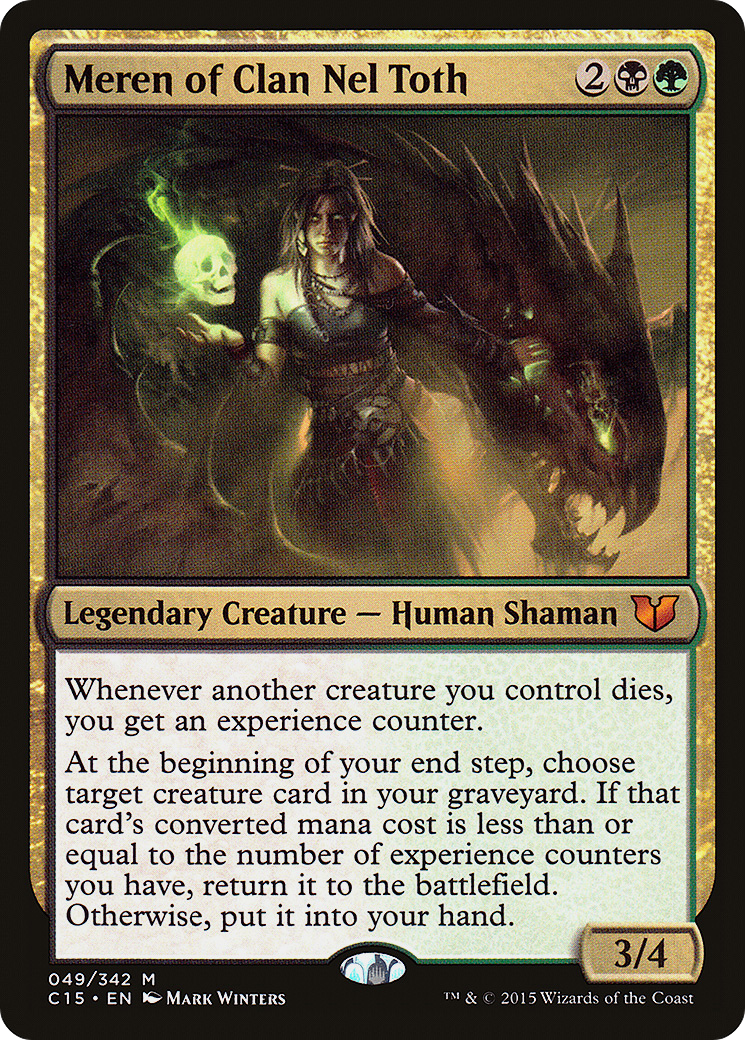 Meren of Clan Nel Toth 2
Legendary Creature — Human Shaman
Whenever another creature you control dies,
you get an experience counter.
At the beginning of your end step, choose
target creature card in your graveyard. If that
card's converted mana cost is less than or
equal to the number of experience counters
you have, return it to the battlefield.
Otherwise, put it into your hand.
3/4
049/342 M
C15 • EN Mark Winters
™ & © 2015 Wizards of the Coast